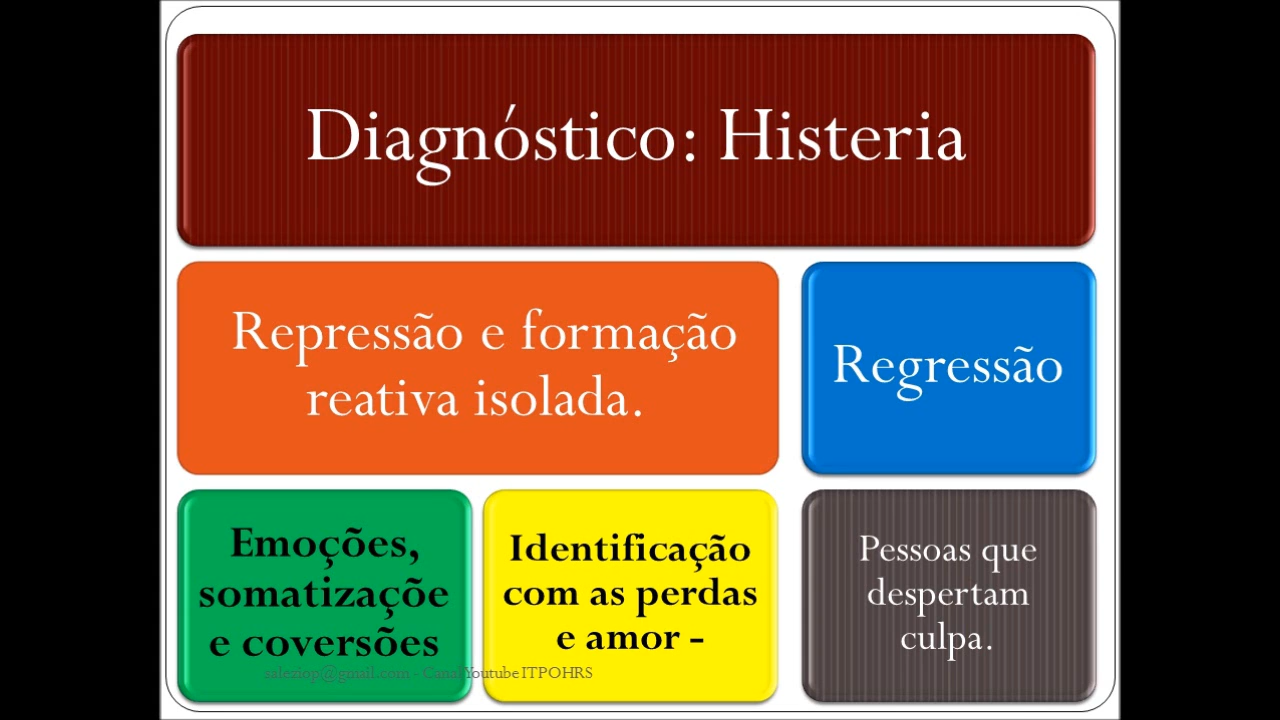 Diagnóstico: Histeria
Repressão e formação
reativa isolada.
Regressão
Emoções,
somatizaçõe
e coversões
Identificação
com as perdas
e amor -
Pessoas que
despertam
culpa.
saleziop@gmail.com - Canal Youtube ITPOHRS